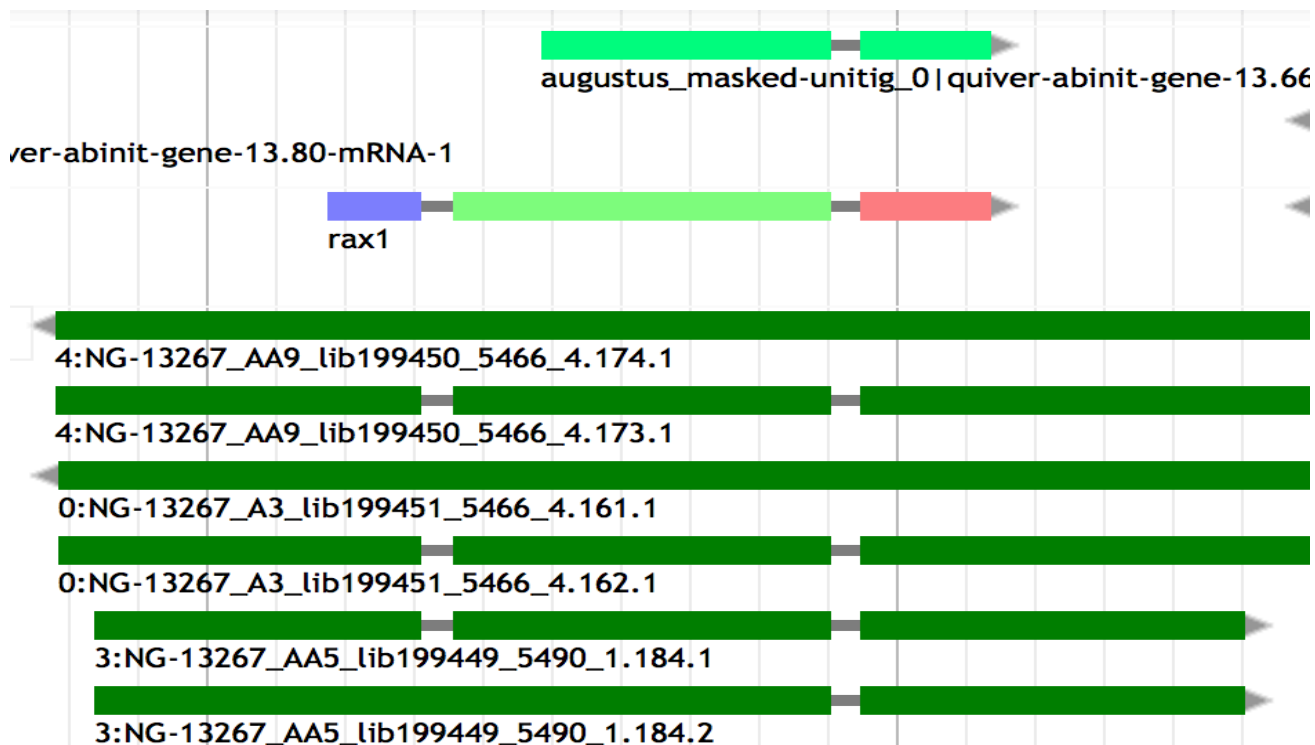 augustus_masked-unitig_0|quiver-abinit-gene-13.66
ver-abinit-gene-13.80-mRNA-1
rax1
4:NG-13267_AA9_lib199450_5466_4.174.1
4:NG-13267_AA9_lib199450_5466_4.173.1
0:NG-13267_A3_lib199451_5466_4.161.1
0:NG-13267_A3_lib199451_5466_4.162.1
3:NG-13267_AA5_lib199449_5490_1.184.1
3:NG-13267_AA5_lib199449_5490_1.184.2